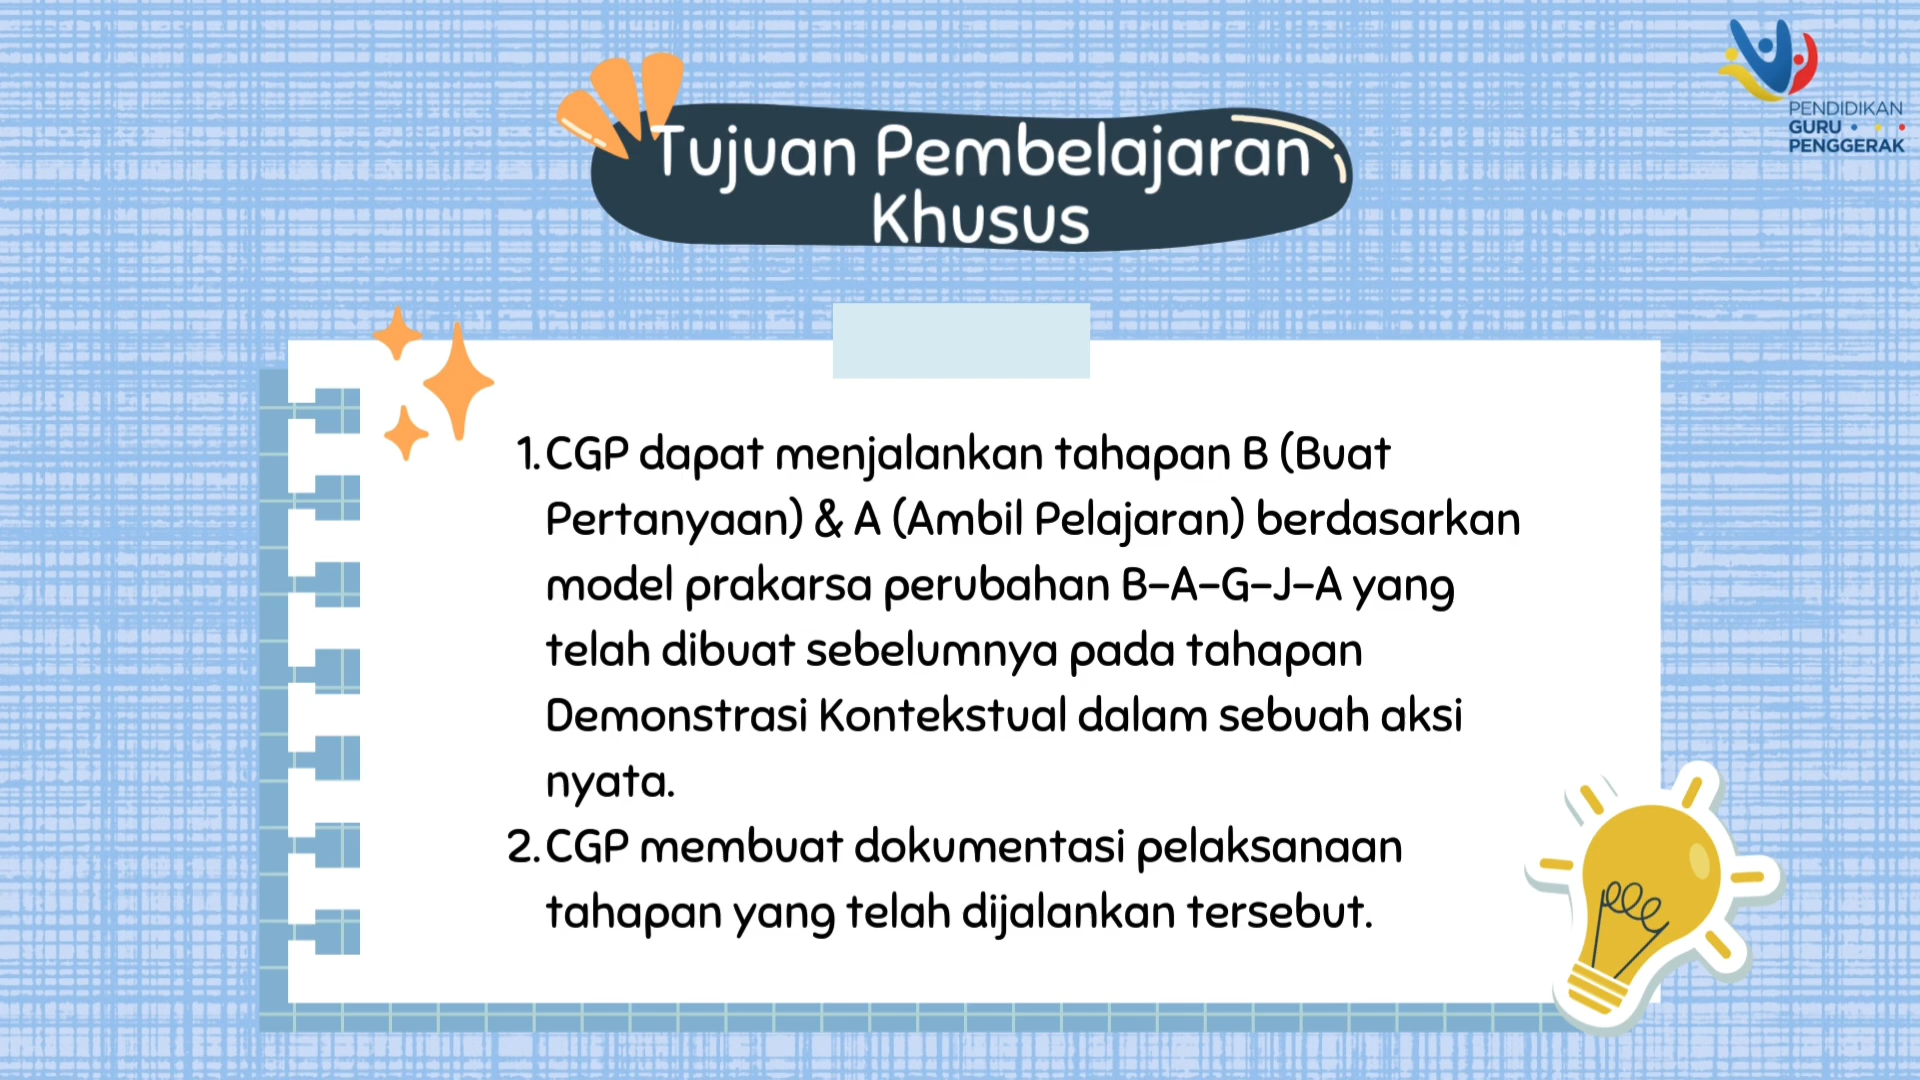 PENDIDIKAN
GURU
PENGGERAK
Tujuan Pembelajaran
Khusus
1. CGP dapat menjalankan tahapan B (Buat
Pertanyaan) & A (Ambil Pelajaran) berdasarkan
model prakarsa perubahan B-A-G-J-A yang
telah dibuat sebelumnya pada tahapan
Demonstrasi Kontekstual dalam sebuah aksi
nyata.
2. CGP membuat dokumentasi pelaksanaan
tahapan yang telah dijalankan tersebut.